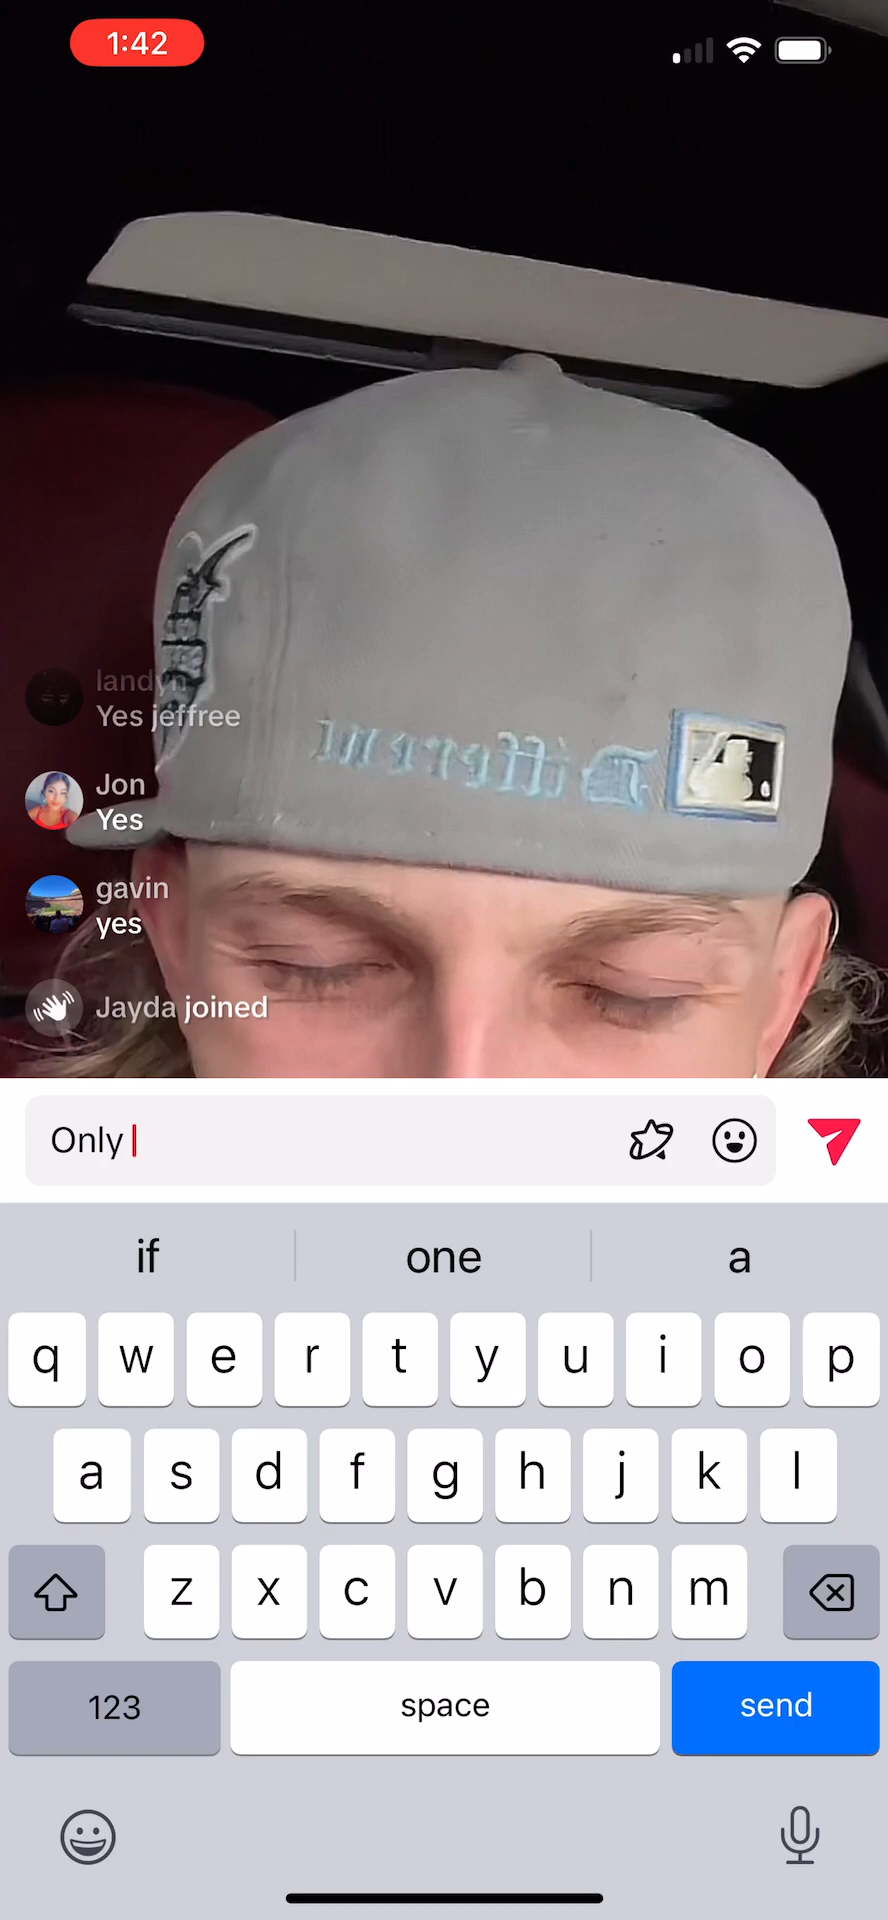 1:42
landyn
Yes jeffree
Jon
Yes
gavin
yes
Jayda joined
Only
if one a
q w e r t y u i o p
a s d f g h j k l
z x c v b n m
123 space send